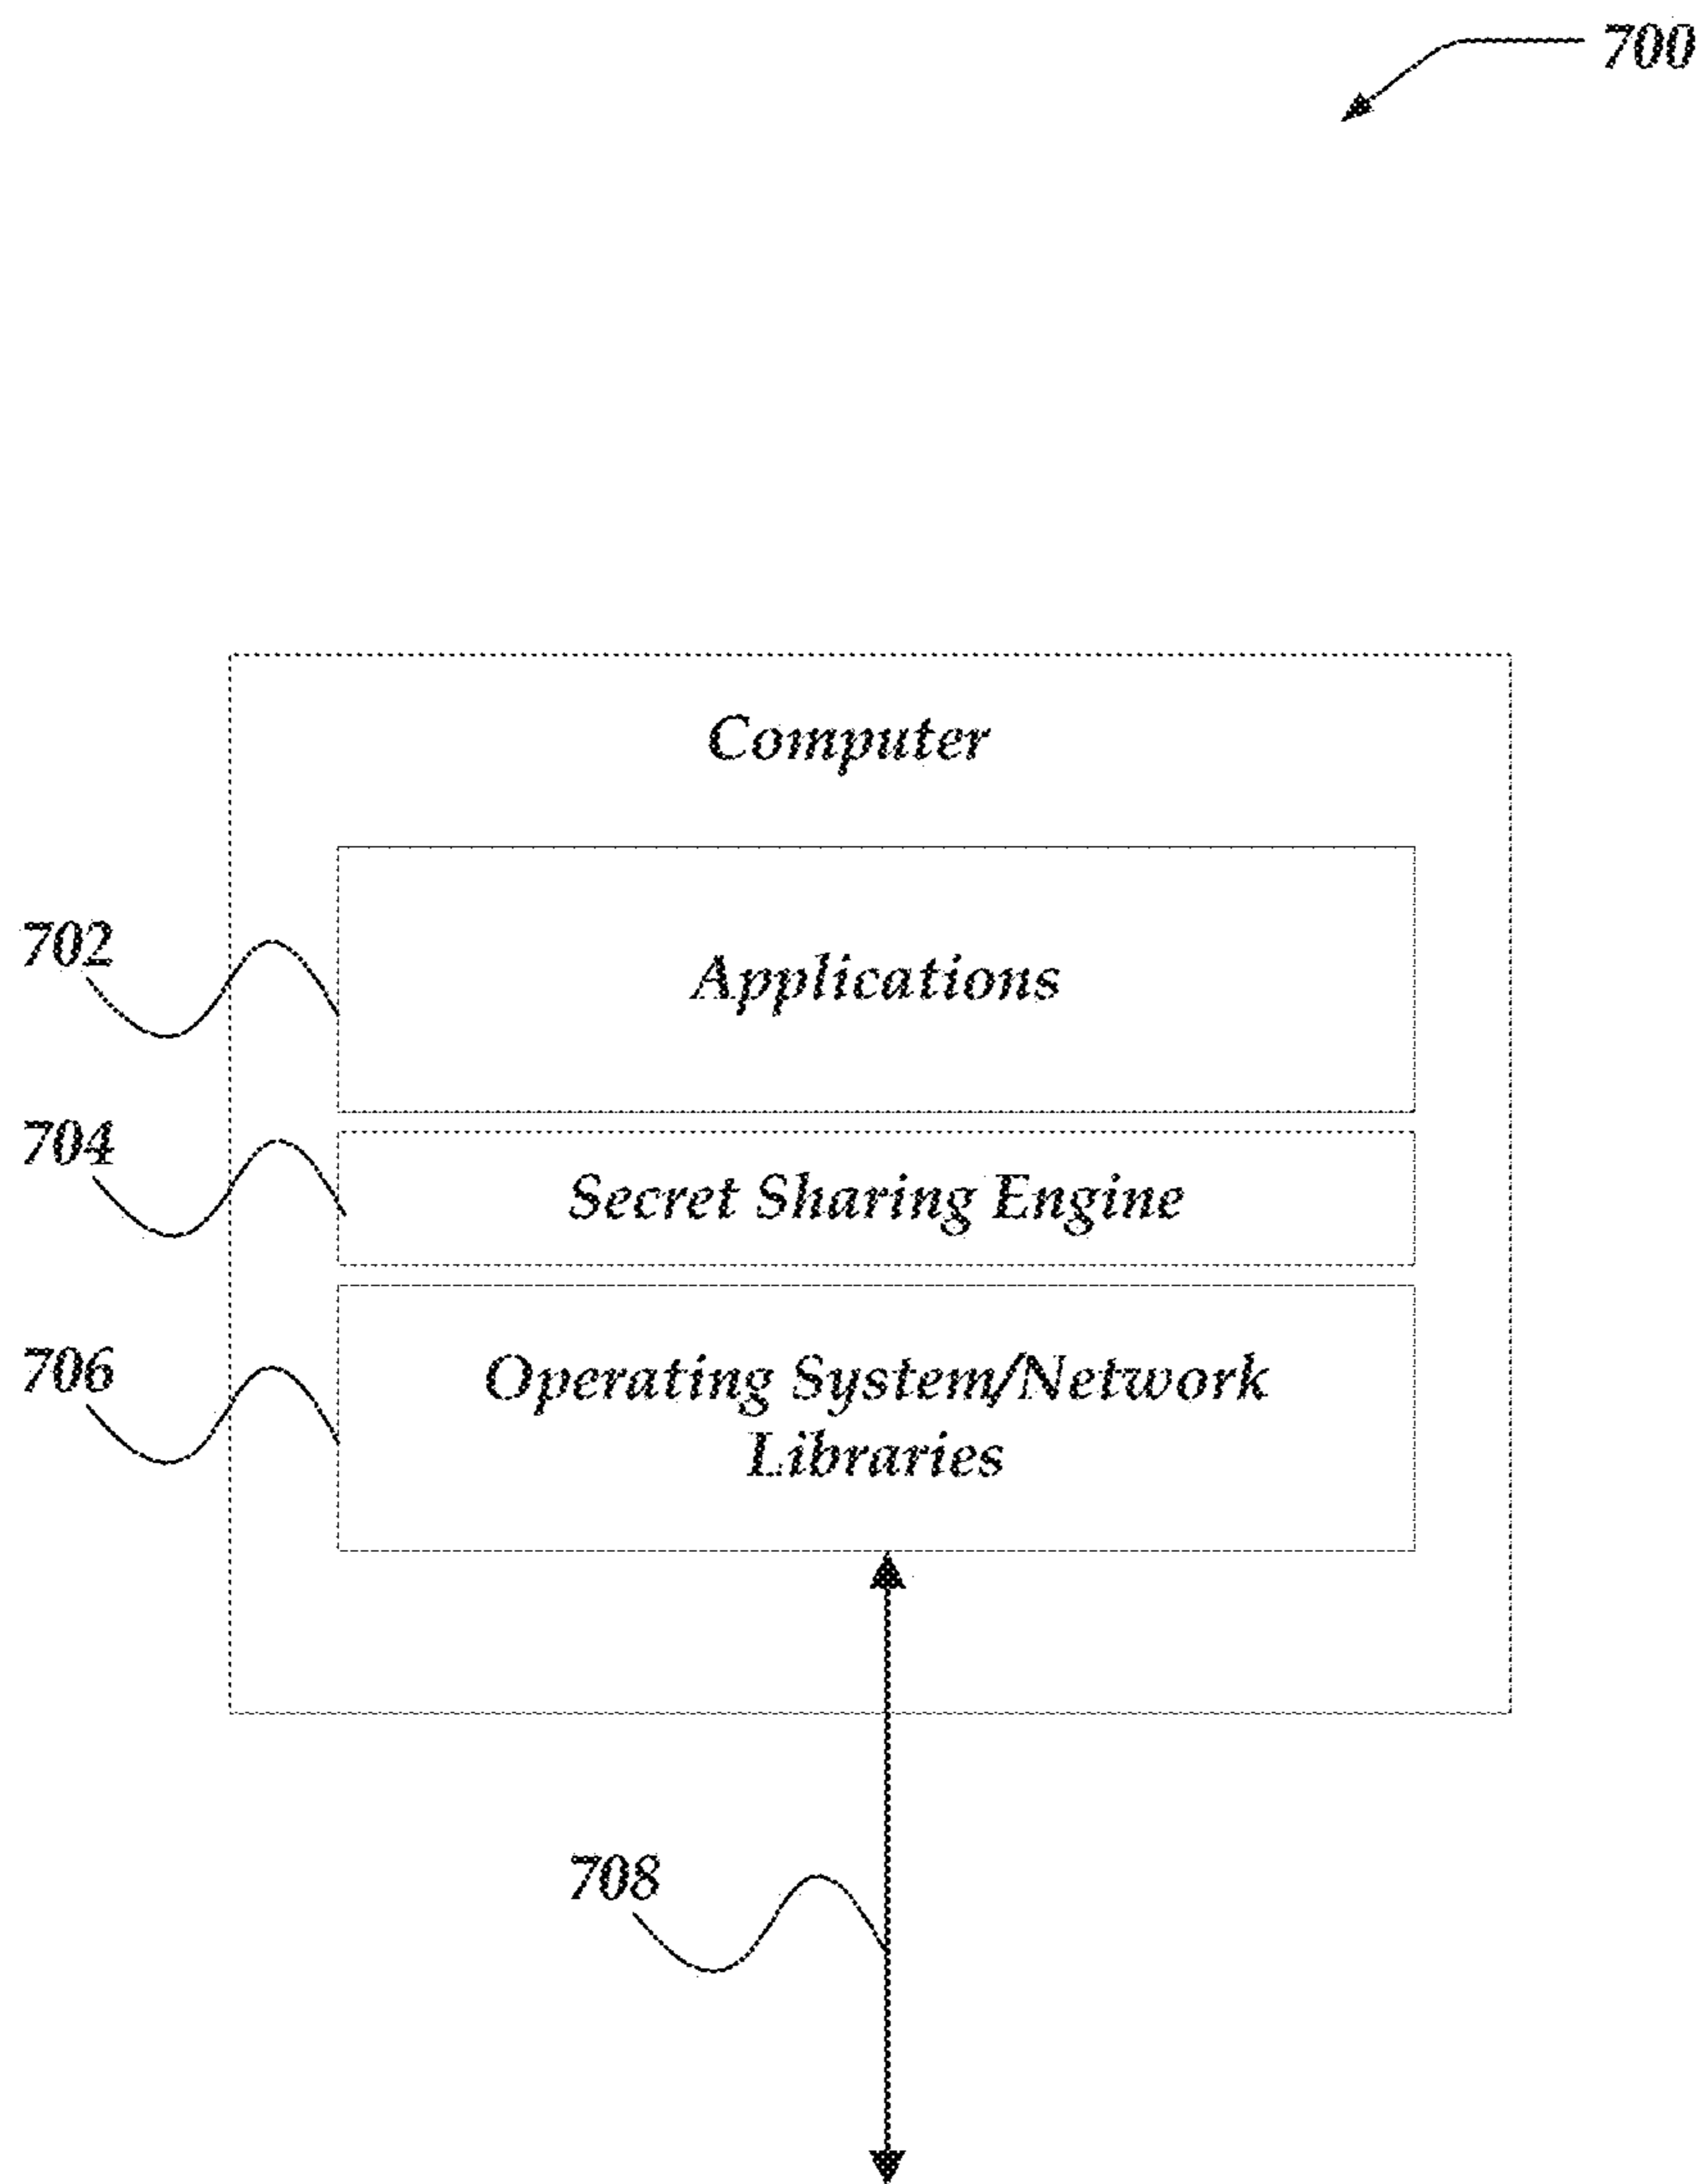 700
Computer
702
Applications
704
Secret Sharing Engine
706
Operating System/Network
Libraries
708